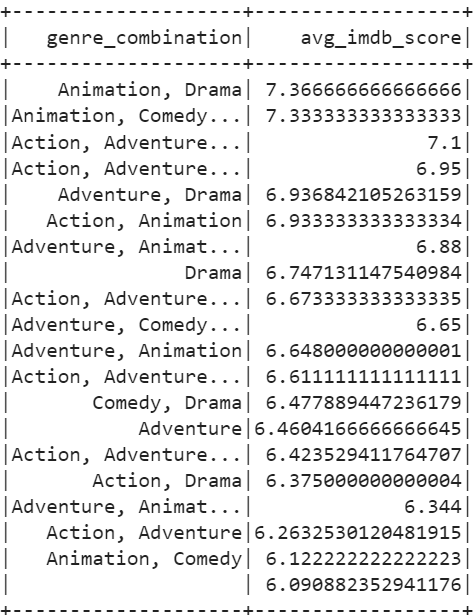 +--------------------+------------------+
|   genre_combination|    avg_imdb_score|
+--------------------+------------------+
|    Animation, Drama| 7.366666666666666|
|Animation, Comedy...| 7.333333333333333|
|Action, Adventure...|               7.1|
|Action, Adventure...|              6.95|
|    Adventure, Drama| 6.936842105263159|
|   Action, Animation| 6.933333333333334|
|Adventure, Animat...|              6.88|
|               Drama| 6.747131147540984|
|Action, Adventure...| 6.673333333333335|
|Adventure, Comedy...|              6.65|
|Adventure, Animation| 6.648000000000001|
|Action, Adventure...| 6.611111111111111|
|       Comedy, Drama| 6.477889447236179|
|           Adventure|6.4604166666666645|
|Action, Adventure...| 6.423529411764707|
|       Action, Drama| 6.375000000000004|
|Adventure, Animat...|             6.344|
|   Action, Adventure|6.2632530120481915|
|   Animation, Comedy| 6.122222222222223|
|                    | 6.090882352941176|
+--------------------+------------------+